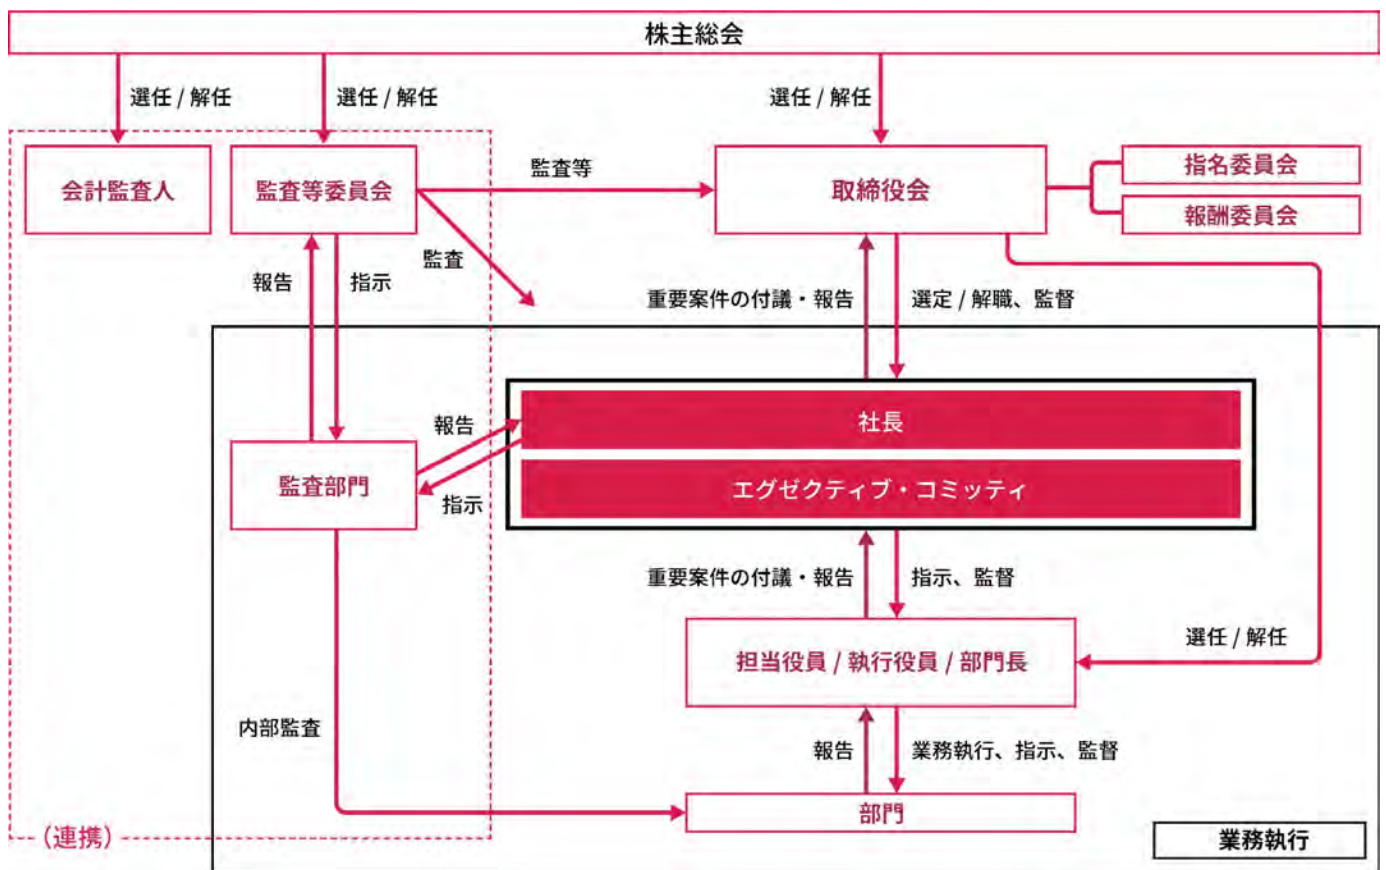 株主総会
選任 / 解任
選任 / 解任
選任 / 解任
会計監査人
監査等委員会
監査等
取締役会
指名委員会
報酬委員会
監査
報告
指示
重要案件の付議・報告
選定 / 解職、監督
社長
報告
エグゼクティブ・コミッティ
監査部門
指示
重要案件の付議・報告
指示、監督
担当役員 / 執行役員 / 部門長
選任 / 解任
内部監査
報告
業務執行、指示、監督
部門
(連携)
業務執行